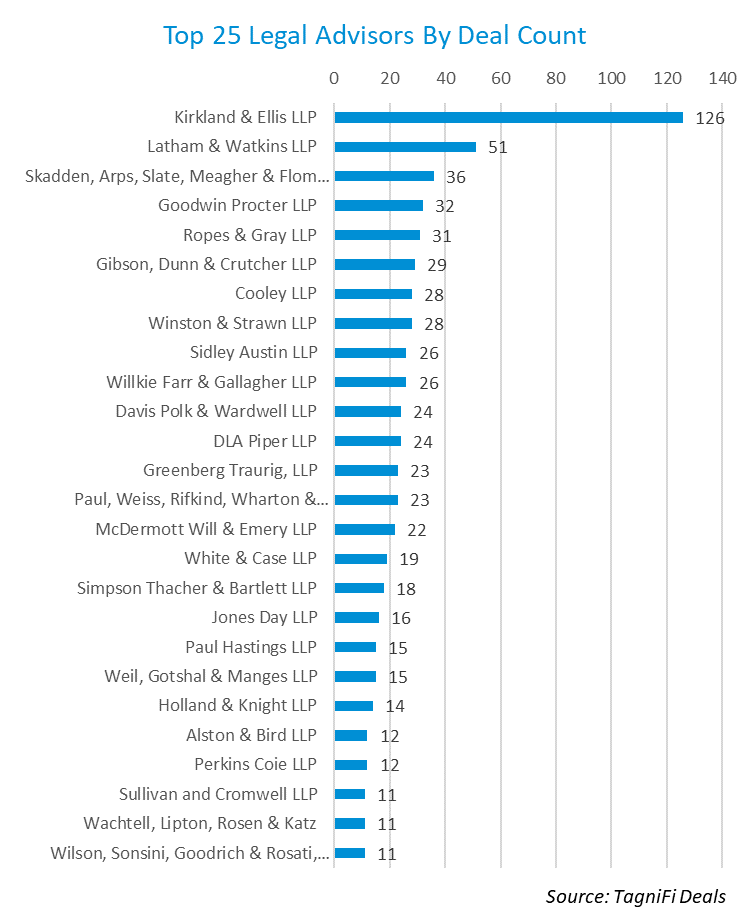 Top 25 Legal Advisors By Deal Count
0 20 40 60 80 100 120 140
Kirkland & Ellis LLP 126
Latham & Watkins LLP 51
Skadden, Arps, Slate, Meagher & Flom... 36
Goodwin Procter LLP 32
Ropes & Gray LLP 31
Gibson, Dunn & Crutcher LLP 29
Cooley LLP 28
Winston & Strawn LLP 28
Sidley Austin LLP 26
Willkie Farr & Gallagher LLP 26
Davis Polk & Wardwell LLP 24
DLA Piper LLP 24
Greenberg Traurig, LLP 23
Paul, Weiss, Rifkind, Wharton &... 23
McDermott Will & Emery LLP 22
White & Case LLP 19
Simpson Thacher & Bartlett LLP 18
Jones Day LLP 16
Paul Hastings LLP 15
Weil, Gotshal & Manges LLP 15
Holland & Knight LLP 14
Alston & Bird LLP 12
Perkins Coie LLP 12
Sullivan and Cromwell LLP 11
Wachtell, Lipton, Rosen & Katz 11
Wilson, Sonsini, Goodrich & Rosati,... 11
Source: TagniFi Deals